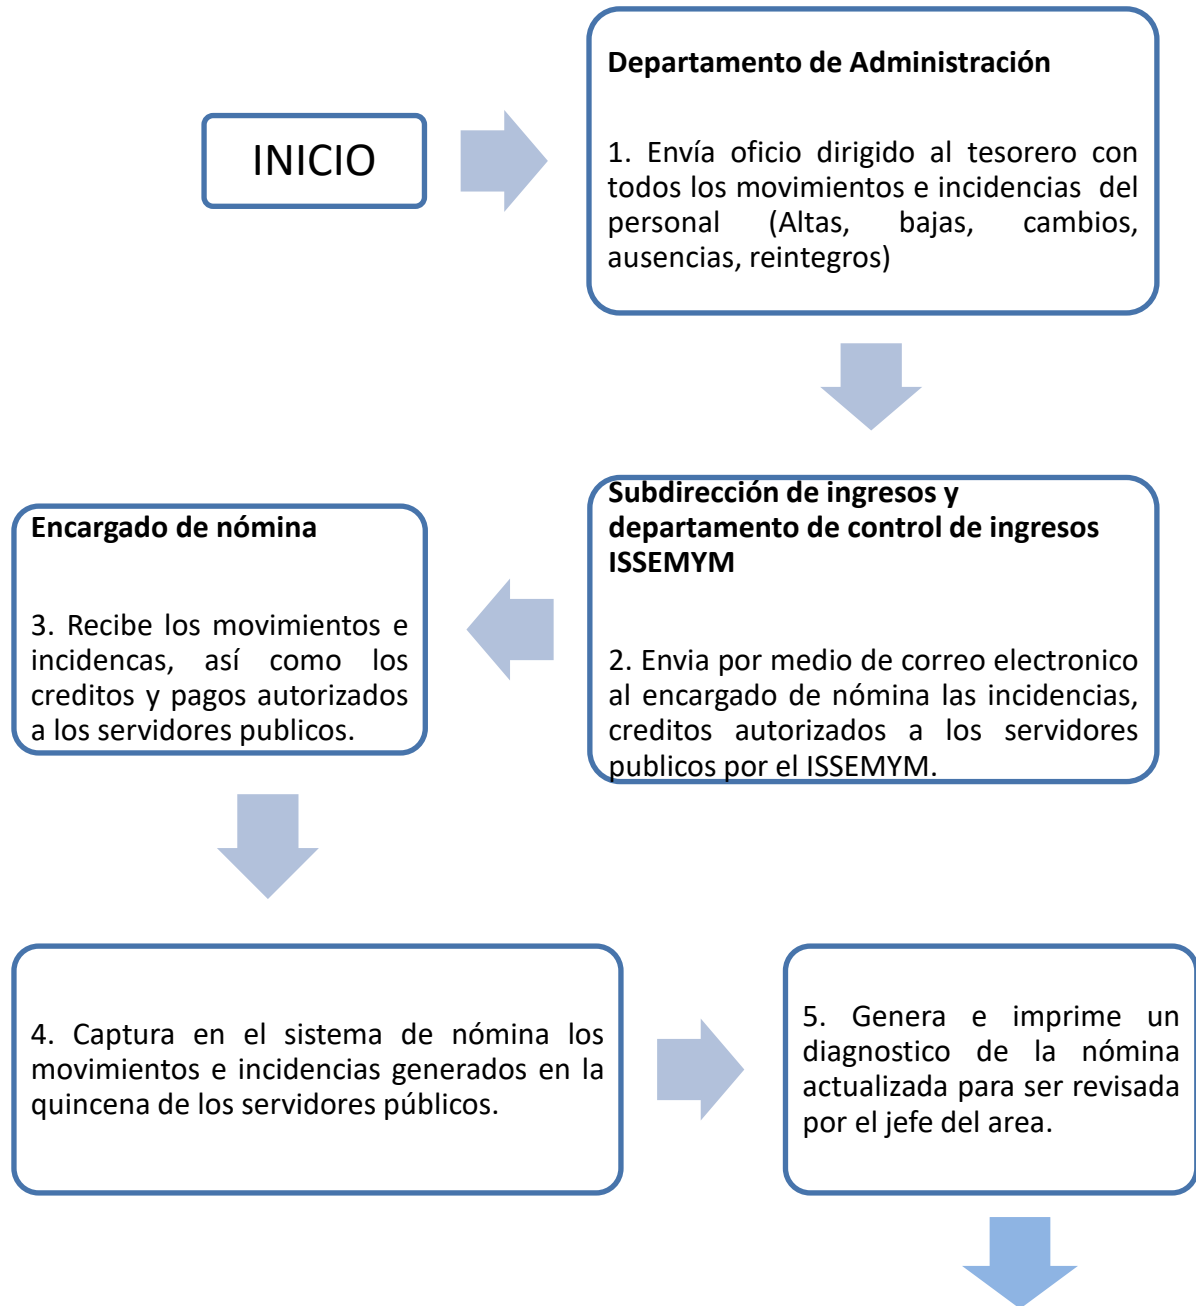 INICIO
Departamento de Administración
1. Envía oficio dirigido al tesorero con
todos los movimientos e incidencias del
personal (Altas, bajas, cambios,
ausencias, reintegros)
Subdirección de ingresos y
departamento de control de ingresos
ISSEMYM
2. Envia por medio de correo electronico
al encargado de nómina las incidencias,
creditos autorizados a los servidores
publicos por el ISSEMYM.
Encargado de nómina
3. Recibe los movimientos e
incidencas, así como los
creditos y pagos autorizados
a los servidores publicos.
4. Captura en el sistema de nómina los
movimientos e incidencias generados en la
quincena de los servidores públicos.
5. Genera e imprime un
diagnostico de la nómina
actualizada para ser revisada
por el jefe del area.